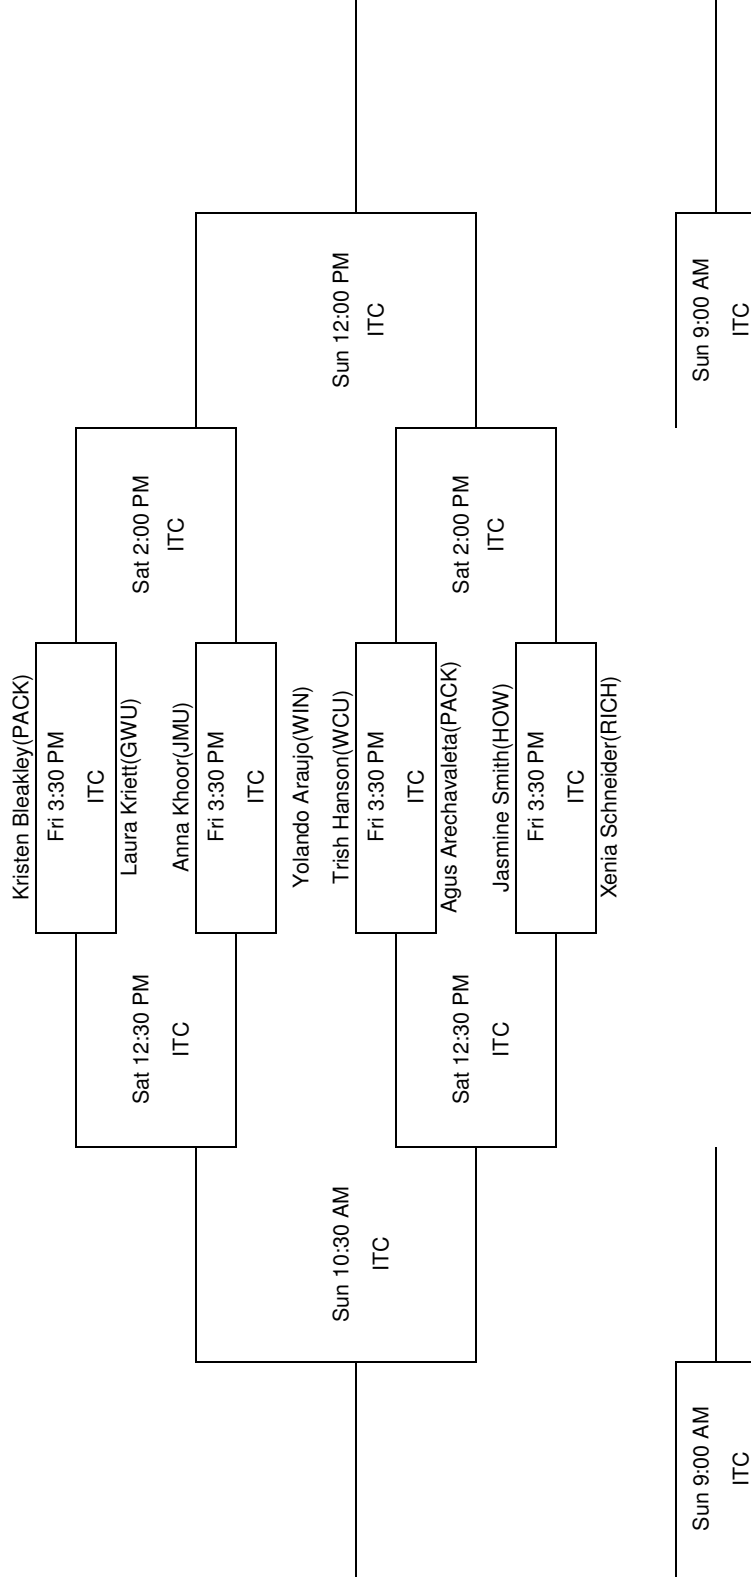 Kristen Bleakley(PACK)
Fri 3:30 PM
ITC
Laura Kriett(GWU)
Anna Khoor(JMU)
Fri 3:30 PM
ITC
Yolando Araujo(WIN)
Trish Hanson(WCU)
Fri 3:30 PM
ITC
Agus Arechavaleta(PACK)
Jasmine Smith(HOW)
Fri 3:30 PM
ITC
Xenia Schneider(RICH)
Sat 2:00 PM
ITC
Sat 2:00 PM
ITC
Sun 12:00 PM
ITC
Sun 9:00 AM
ITC
Sat 12:30 PM
ITC
Sat 12:30 PM
ITC
Sun 10:30 AM
ITC
Sun 9:00 AM
ITC